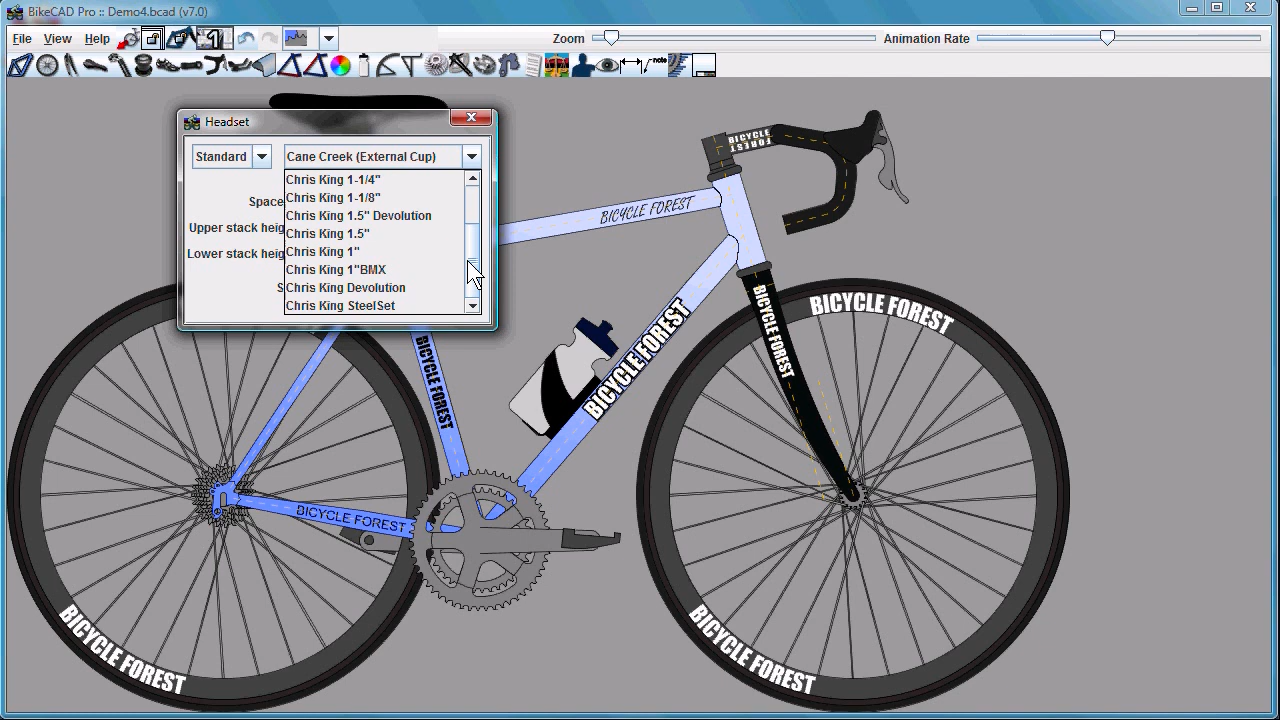 BikeCAD Pro :: Demo4.bcad (v7.0)
File View Help
Zoom
Animation Rate
note
Headset
Standard
Cane Creek (External Cup)
Space
Upper stack heig
Lower stack heig
S
Chris King 1-1/4"
Chris King 1-1/8"
Chris King 1.5" Devolution
Chris King 1.5"
Chris King 1"
Chris King 1"BMX
Chris King Devolution
Chris King SteelSet
BICYCLE
FOREST
BICYCLE FOREST
BICYCLE FOREST
BICYCLE FOREST
BICYCLE FOREST
BICYCLE FOREST
BICYCLE FOREST
BICYCLE FOREST
BICYCLE FOREST